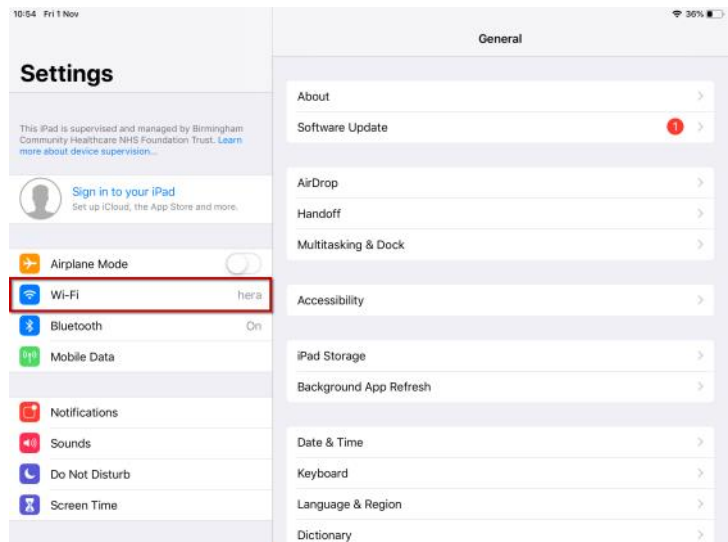 10:54 Fri 1 Nov
36%
Settings
This iPad is supervised and managed by Birmingham
Community Healthcare NHS Foundation Trust. Learn
more about device supervision...
Sign in to your iPad
Set up iCloud, the App Store and more.
Airplane Mode
Wi-Fi hera
Bluetooth On
Mobile Data
Notifications
Sounds
Do Not Disturb
Screen Time
General
About
Software Update 1
AirDrop
Handoff
Multitasking & Dock
Accessibility
iPad Storage
Background App Refresh
Date & Time
Keyboard
Language & Region
Dictionary